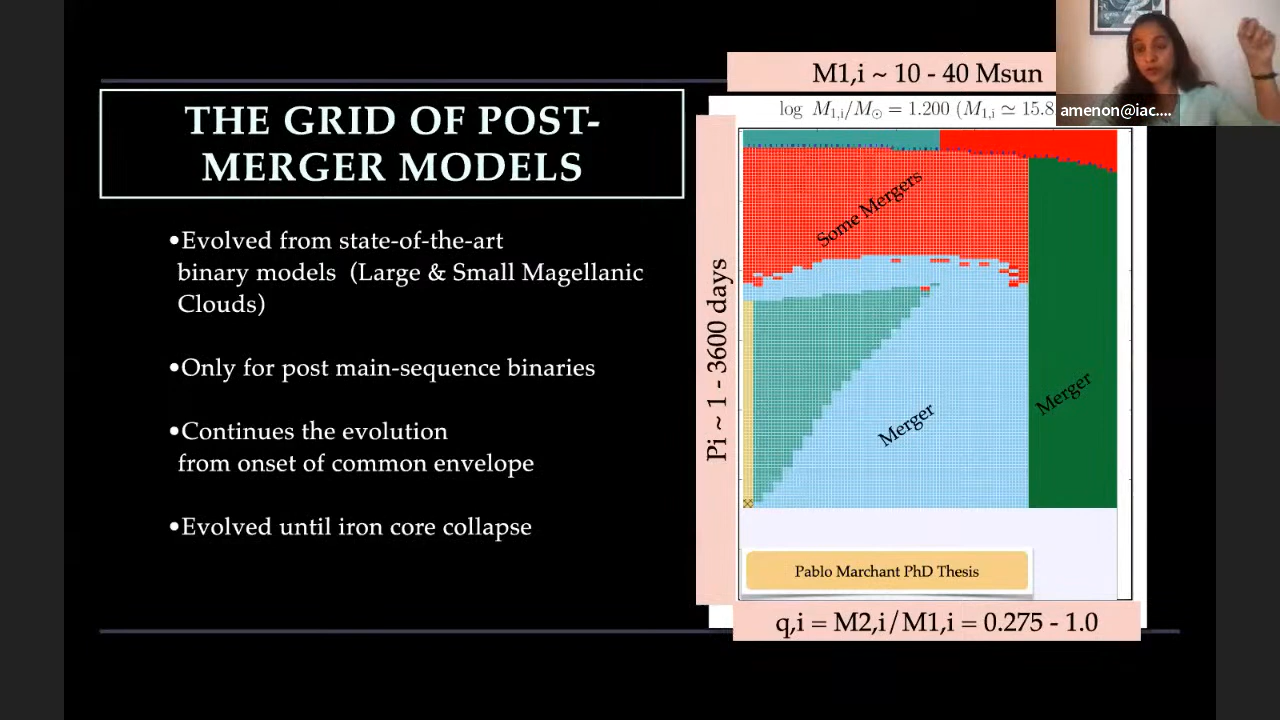 M1,i ~ 10 - 40 Msun
amenon@iac....
log M1,i/M⊙ = 1.200 (M1,i ≃ 15.8
THE GRID OF POST-
MERGER MODELS
•Evolved from state-of-the-art
binary models (Large & Small Magellanic
Clouds)
•Only for post main-sequence binaries
•Continues the evolution
from onset of common envelope
•Evolved until iron core collapse
Pi ~ 1 - 3600 days
Some Mergers
Merger
Merger
Pablo Marchant PhD Thesis
q,i = M2,i/M1,i = 0.275 - 1.0